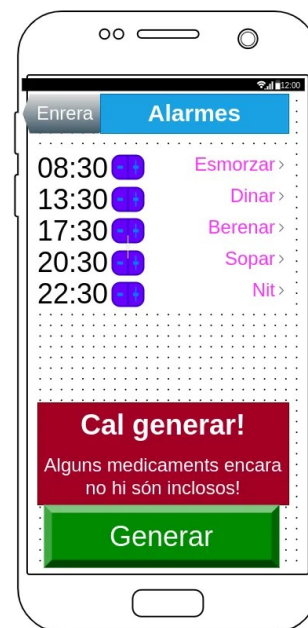 12:00
Enrera
Alarmes
08:30 Esmorzar
13:30 Dinar
17:30 Berenar
20:30 Sopar
22:30 Nit
Cal generar!
Alguns medicaments encara
no hi són inclosos!
Generar